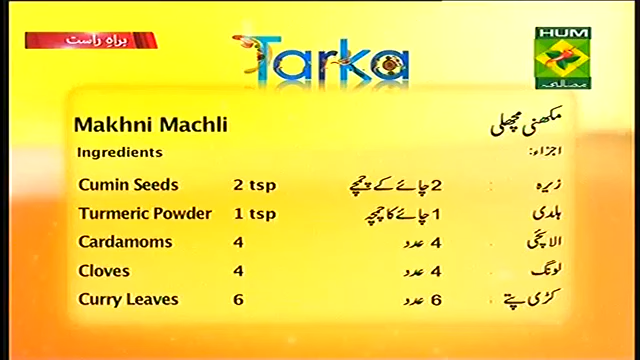 براہِ راست
Tarka
HUM
مصالحہ
Makhni Machli مکھنی مچھلی
Ingredients اجزاء:
Cumin Seeds 2 tsp زیرہ : 2 چائے کے چمچے
Turmeric Powder 1 tsp ہلدی : 1 چائے کا چمچہ
Cardamoms 4 الائچی : 4 عدد
Cloves 4 لونگ : 4 عدد
Curry Leaves 6 کڑی پتے : 6 عدد